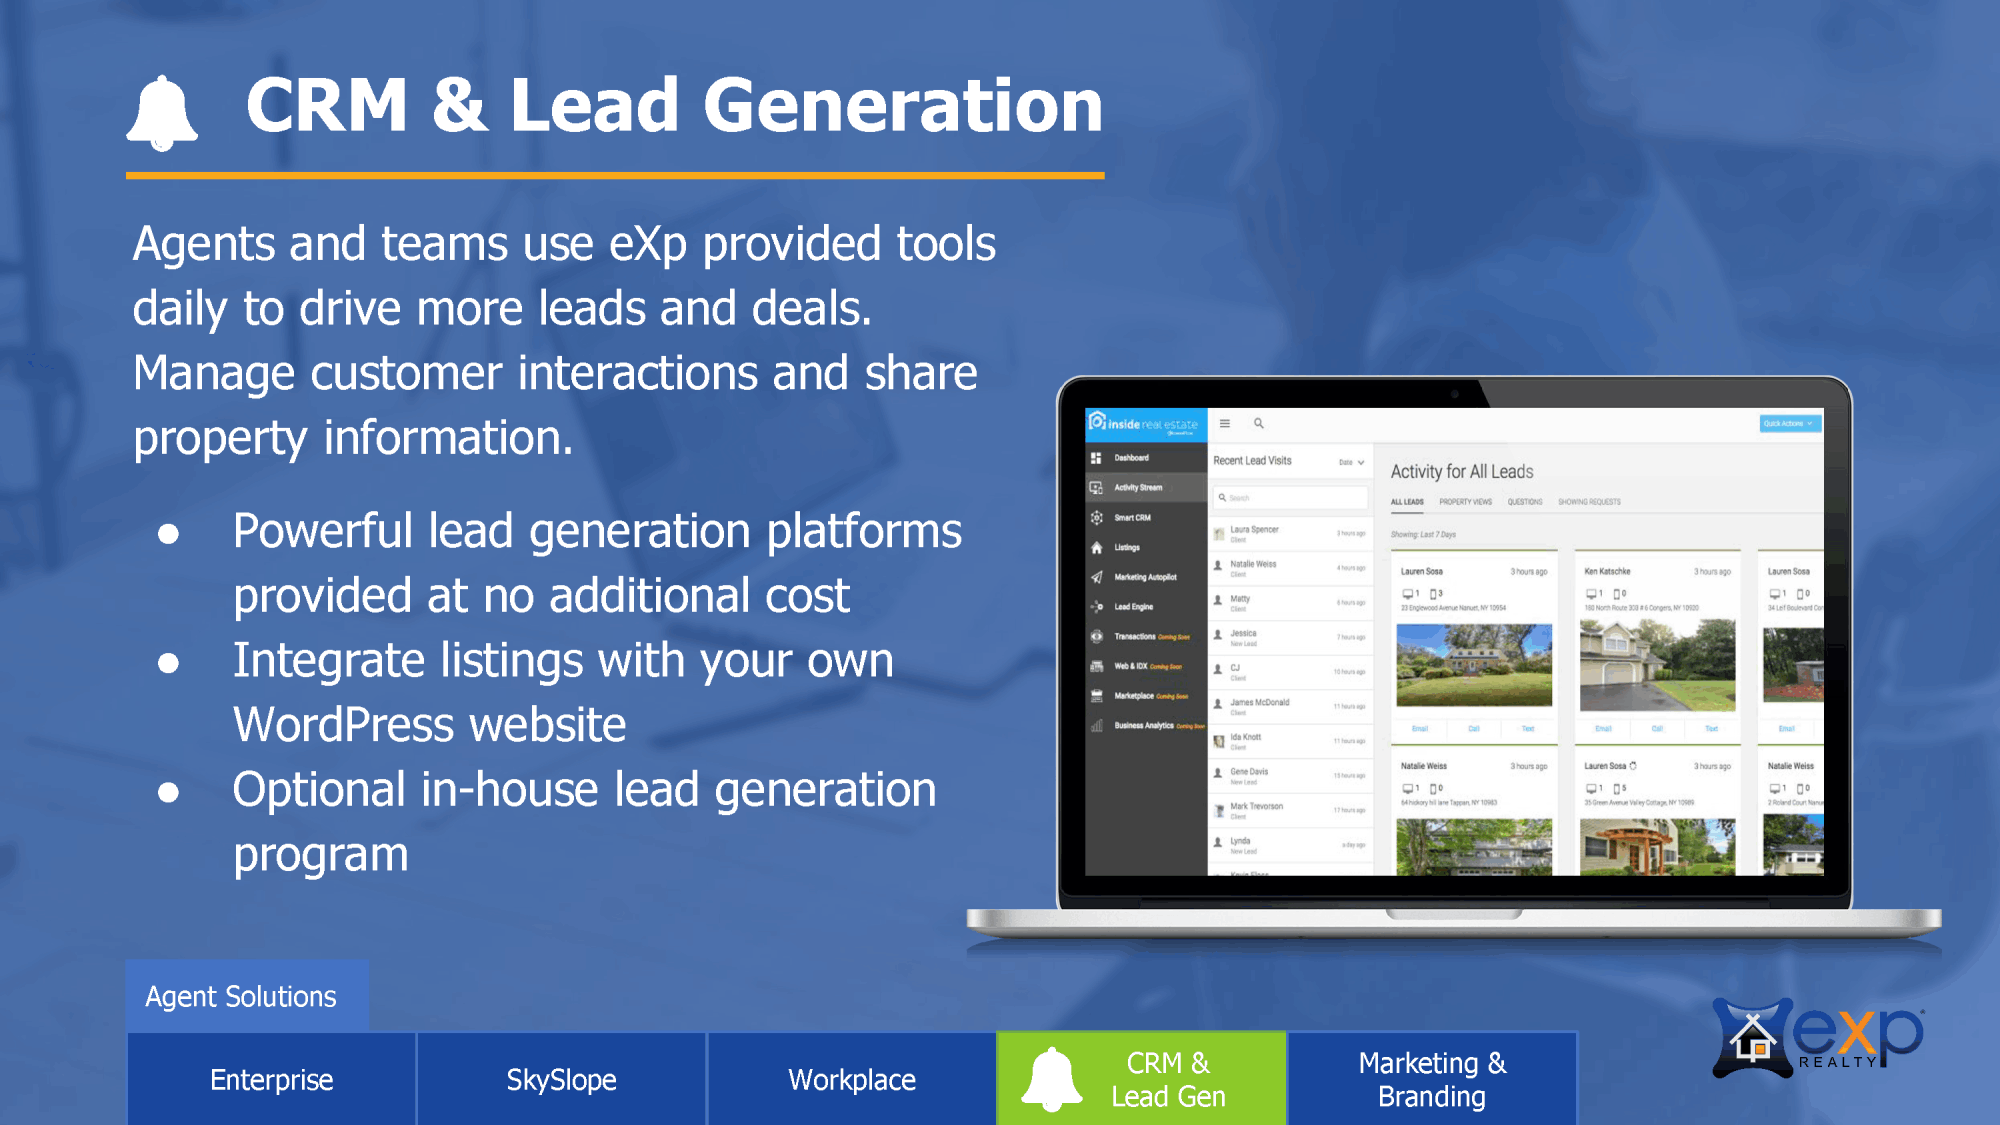 CRM & Lead Generation
Agents and teams use eXp provided tools
daily to drive more leads and deals.
Manage customer interactions and share
property information.
● Powerful lead generation platforms
provided at no additional cost
● Integrate listings with your own
WordPress website
● Optional in-house lead generation
program
inside real estate
Quick Actions
Dashboard
Activity Stream
Smart CRM
Listings
Marketing Autopilot
Lead Engine
Transactions Coming Soon
Web & IDX Coming Soon
Marketplace Coming Soon
Business Analytics Coming Soon
Recent Lead Visits
Date
Search
Laura Spencer
Client
3 hours ago
Natalie Weiss
Client
4 hours ago
Matty
Client
6 hours ago
Jessica
New Lead
7 hours ago
CJ
Client
10 hours ago
James McDonald
Client
11 hours ago
Ida Knott
Client
11 hours ago
Gene Davis
New Lead
Mark Trevorson
Client
17 hours ago
Lynda
New Lead
a day ago
Activity for All Leads
ALL LEADS PROPERTY VIEWS QUESTIONS SHOWING REQUESTS
Showing: Last 7 Days
Lauren Sosa 3 hours ago
1 3
23 Englewood Avenue Nanuet, NY 10954
Email Call Text
Ken Katschke 3 hours ago
1 0
160 North Route 303 # 6 Congers, NY 10920
Email Call Text
Lauren Sosa
1 0
34 Leif Boulevard
Email
Natalie Weiss 3 hours ago
1 0
64 hickory hill lane Tappan, NY 10983
Lauren Sosa 3 hours ago
1 5
25 Green Avenue Valley Cottage, NY 10989
Natalie Weiss
1 0
2 Roland Court
Agent Solutions
Enterprise
SkySlope
Workplace
CRM &
Lead Gen
Marketing &
Branding
eXp
REALTY